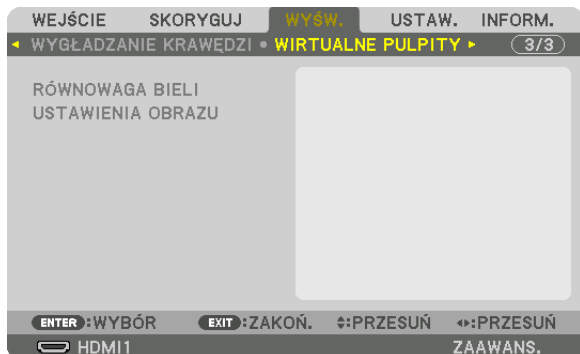 WEJŚCIE SKORYGUJ WYŚW. USTAW. INFORM.
◂ WYGŁADZANIE KRAWĘDZI • WIRTUALNE PULPITY ▸ 3/3
RÓWNOWAGA BIELI
USTAWIENIA OBRAZU
ENTER :WYBÓR EXIT :ZAKOŃ. ♦:PRZESUŃ ◂▸:PRZESUŃ
HDMI1 ZAAWANS.